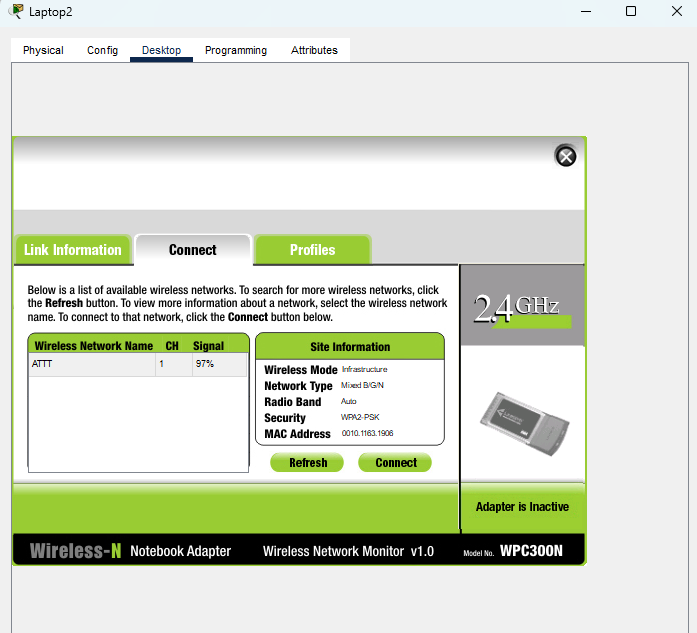 Laptop2
Physical Config Desktop Programming Attributes
Link Information Connect Profiles
Below is a list of available wireless networks. To search for more wireless networks, click
the Refresh button. To view more information about a network, select the wireless network
name. To connect to that network, click the Connect button below.
2.4GHz
Wireless Network Name CH Signal
ATTT 1 97%
Site Information
Wireless Mode Infrastructure
Network Type Mixed B/G/N
Radio Band Auto
Security WPA2-PSK
MAC Address 0010.1163.1906
Refresh Connect
Adapter is Inactive
Wireless-N Notebook Adapter Wireless Network Monitor v1.0 Model No. WPC300N